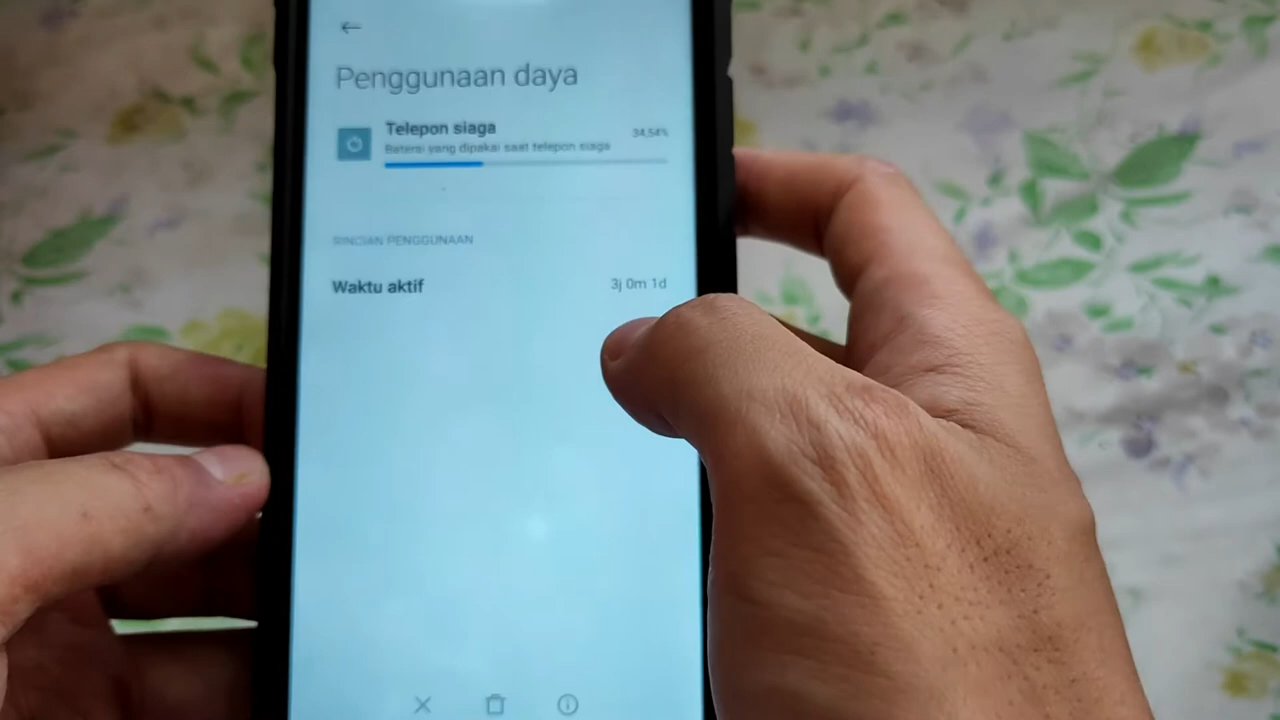 Penggunaan daya
Telepon siaga
34,54%
Baterai yang dipakai saat telepon siaga
RINCIAN PENGGUNAAN
Waktu aktif
3j 0m 1d